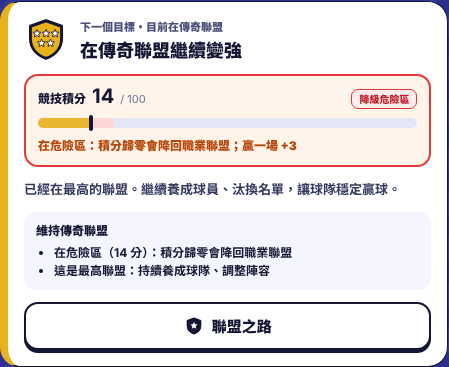 下一個目標・目前在傳奇聯盟
在傳奇聯盟繼續變強
競技積分 14 / 100
降級危險區
在危險區：積分歸零會降回職業聯盟；贏一場 +3
已經在最高的聯盟。繼續養成球員、汰換名單，讓球隊穩定贏球。
維持傳奇聯盟
• 在危險區（14 分）：積分歸零會降回職業聯盟
• 這是最高聯盟：持續養成球隊、調整陣容
聯盟之路